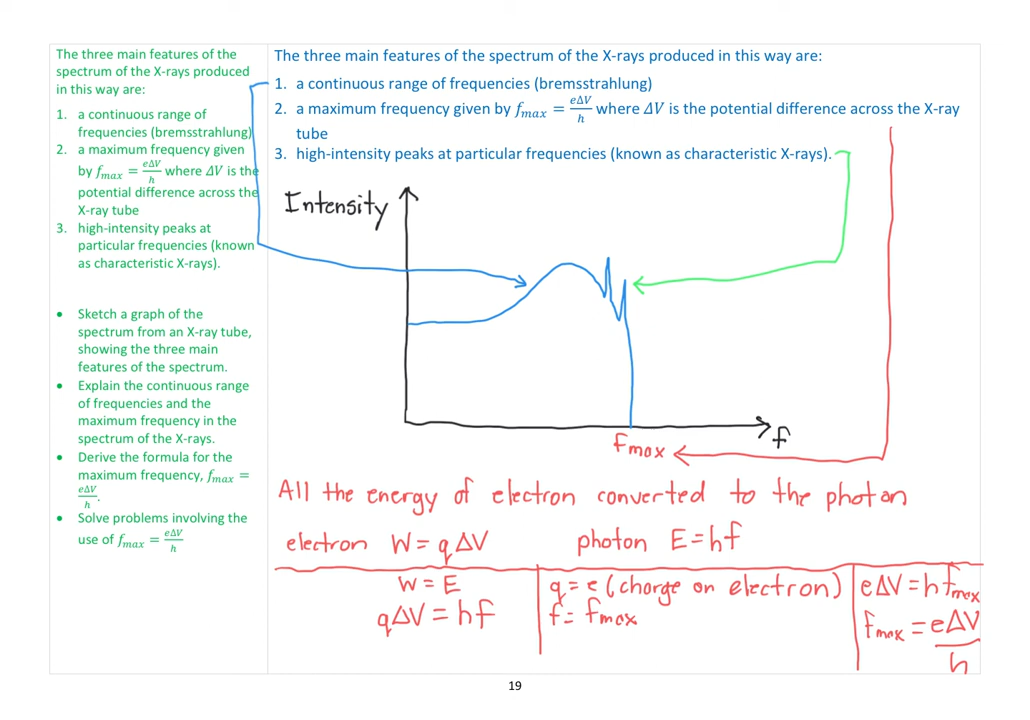 The three main features of the
spectrum of the X-rays produced
in this way are:
1. a continuous range of
frequencies (bremsstrahlung)
2. a maximum frequency given
by fmax = eΔV/h where ΔV is the
potential difference across the
X-ray tube
3. high-intensity peaks at
particular frequencies (known
as characteristic X-rays).
• Sketch a graph of the
spectrum from an X-ray tube,
showing the three main
features of the spectrum.
• Explain the continuous range
of frequencies and the
maximum frequency in the
spectrum of the X-rays.
• Derive the formula for the
maximum frequency, fmax =
eΔV/h.
• Solve problems involving the
use of fmax = eΔV/h
The three main features of the spectrum of the X-rays produced in this way are:
1. a continuous range of frequencies (bremsstrahlung)
2. a maximum frequency given by fmax = eΔV/h where ΔV is the potential difference across the X-ray
tube
3. high-intensity peaks at particular frequencies (known as characteristic X-rays).
Intensity
f
fmax
All the energy of electron converted to the photon
electron W = qΔV photon E = hf
W = E
qΔV = hf
q = e (charge on electron)
f = fmax
eΔV = hfmax
fmax = eΔV/h
19